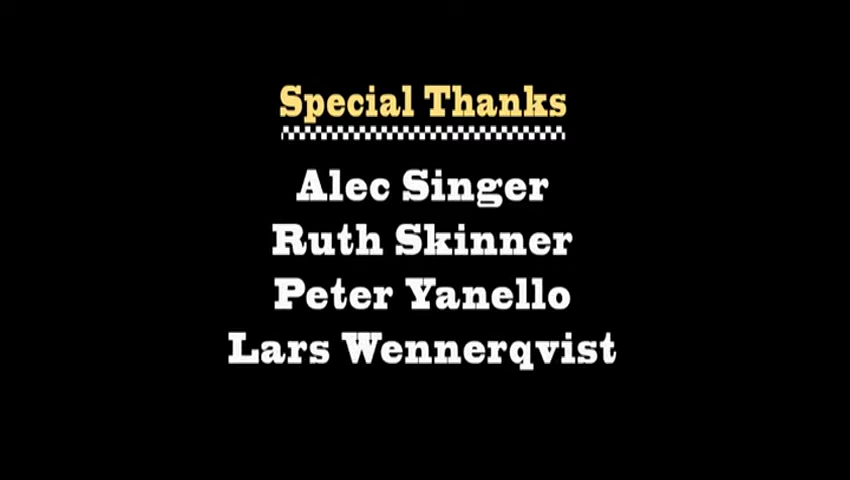 Special Thanks
Alec Singer
Ruth Skinner
Peter Yanello
Lars Wennerqvist